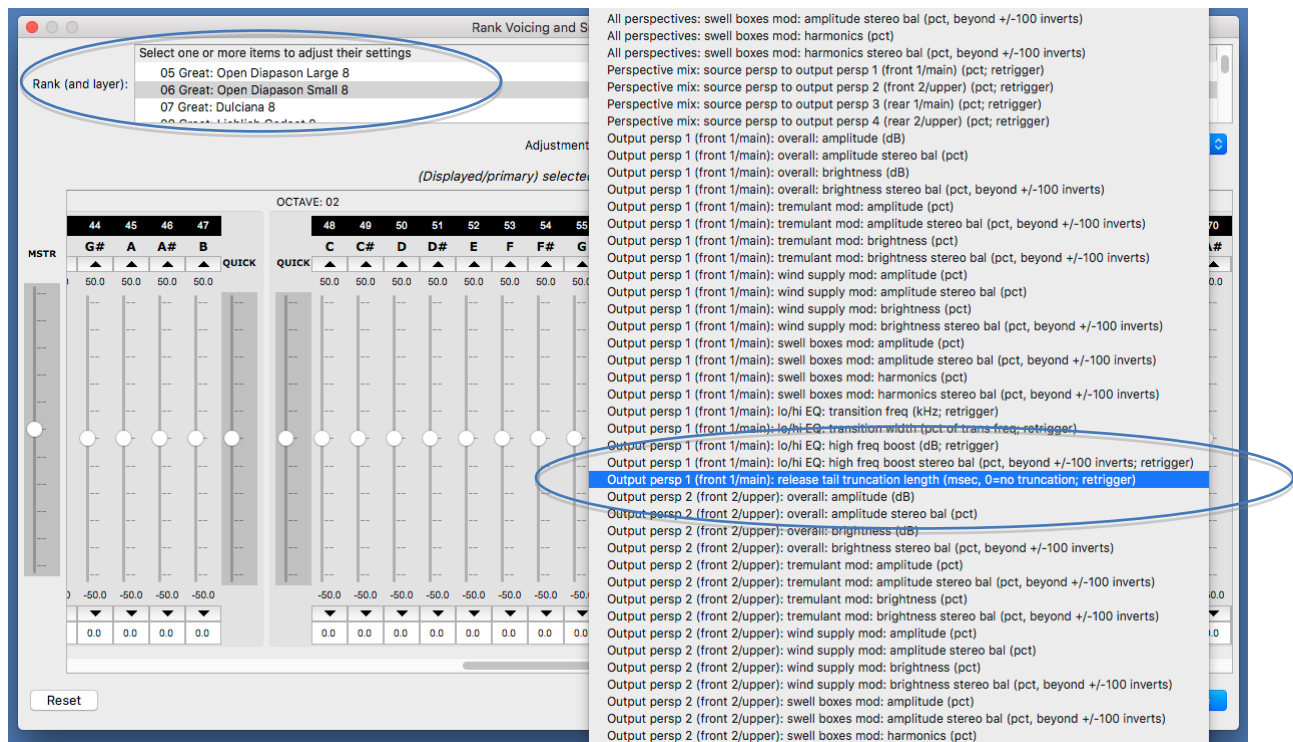 Rank Voicing and S
Select one or more items to adjust their settings
Rank (and layer):
05 Great: Open Diapason Large 8
06 Great: Open Diapason Small 8
07 Great: Dulciana 8
Adjustment
(Displayed/primary) selecte
OCTAVE: 02
44 45 46 47 48 49 50 51 52 53 54 55 70
MSTR G# A A# B QUICK QUICK C C# D D# E F F# G
50.0 50.0 50.0 50.0 50.0 50.0 50.0 50.0 50.0 50.0 50.0
-50.0 -50.0 -50.0 -50.0 -50.0 -50.0 -50.0 -50.0 -50.0 -50.0 -50.0
0.0 0.0 0.0 0.0 0.0 0.0 0.0 0.0 0.0 0.0 0.0 0.0
Reset
All perspectives: swell boxes mod: amplitude stereo bal (pct, beyond +/-100 inverts)
All perspectives: swell boxes mod: harmonics (pct)
All perspectives: swell boxes mod: harmonics stereo bal (pct, beyond +/-100 inverts)
Perspective mix: source persp to output persp 1 (front 1/main) (pct; retrigger)
Perspective mix: source persp to output persp 2 (front 2/upper) (pct; retrigger)
Perspective mix: source persp to output persp 3 (rear 1/main) (pct; retrigger)
Perspective mix: source persp to output persp 4 (rear 2/upper) (pct; retrigger)
Output persp 1 (front 1/main): overall: amplitude (dB)
Output persp 1 (front 1/main): overall: amplitude stereo bal (pct)
Output persp 1 (front 1/main): overall: brightness (dB)
Output persp 1 (front 1/main): overall: brightness stereo bal (pct, beyond +/-100 inverts)
Output persp 1 (front 1/main): tremulant mod: amplitude (pct)
Output persp 1 (front 1/main): tremulant mod: amplitude stereo bal (pct, beyond +/-100 inverts)
Output persp 1 (front 1/main): tremulant mod: brightness (pct)
Output persp 1 (front 1/main): tremulant mod: brightness stereo bal (pct, beyond +/-100 inverts)
Output persp 1 (front 1/main): wind supply mod: amplitude (pct)
Output persp 1 (front 1/main): wind supply mod: amplitude stereo bal (pct)
Output persp 1 (front 1/main): wind supply mod: brightness (pct)
Output persp 1 (front 1/main): wind supply mod: brightness stereo bal (pct, beyond +/-100 inverts)
Output persp 1 (front 1/main): swell boxes mod: amplitude (pct)
Output persp 1 (front 1/main): swell boxes mod: amplitude stereo bal (pct, beyond +/-100 inverts)
Output persp 1 (front 1/main): swell boxes mod: harmonics (pct)
Output persp 1 (front 1/main): swell boxes mod: harmonics stereo bal (pct, beyond +/-100 inverts)
Output persp 1 (front 1/main): lo/hi EQ: transition freq (kHz; retrigger)
Output persp 1 (front 1/main): lo/hi EQ: transition width (pct of trans freq; retrigger)
Output persp 1 (front 1/main): lo/hi EQ: high freq boost (dB; retrigger)
Output persp 1 (front 1/main): lo/hi EQ: high freq boost stereo bal (pct, beyond +/-100 inverts; retrigger)
Output persp 1 (front 1/main): release tail truncation length (msec, 0=no truncation; retrigger)
Output persp 2 (front 2/upper): overall: amplitude (dB)
Output persp 2 (front 2/upper): overall: amplitude stereo bal (pct)
Output persp 2 (front 2/upper): overall: brightness (dB)
Output persp 2 (front 2/upper): overall: brightness stereo bal (pct, beyond +/-100 inverts)
Output persp 2 (front 2/upper): tremulant mod: amplitude (pct)
Output persp 2 (front 2/upper): tremulant mod: amplitude stereo bal (pct, beyond +/-100 inverts)
Output persp 2 (front 2/upper): tremulant mod: brightness (pct)
Output persp 2 (front 2/upper): tremulant mod: brightness stereo bal (pct, beyond +/-100 inverts)
Output persp 2 (front 2/upper): wind supply mod: amplitude (pct)
Output persp 2 (front 2/upper): wind supply mod: amplitude stereo bal (pct)
Output persp 2 (front 2/upper): wind supply mod: brightness (pct)
Output persp 2 (front 2/upper): wind supply mod: brightness stereo bal (pct, beyond +/-100 inverts)
Output persp 2 (front 2/upper): swell boxes mod: amplitude (pct)
Output persp 2 (front 2/upper): swell boxes mod: amplitude stereo bal (pct, beyond +/-100 inverts)
Output persp 2 (front 2/upper): swell boxes mod: harmonics (pct)